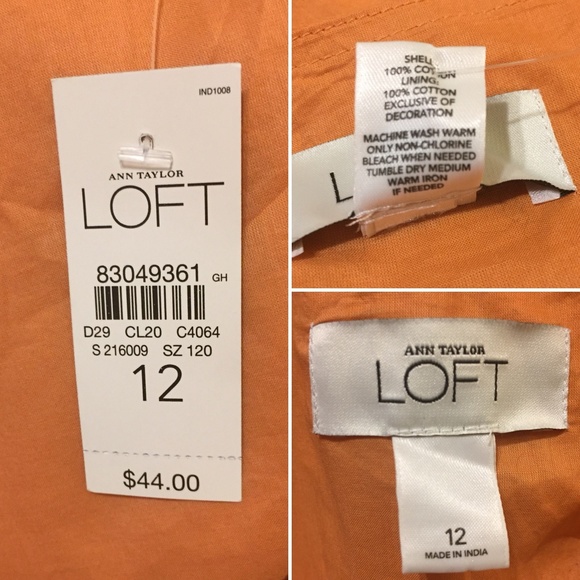 IND1008
ANN TAYLOR
LOFT
83049361 GH
D29 CL20 C4064
S 216009 SZ 120
12
$44.00
SHELL
100% COTTON
LINING:
100% COTTON
EXCLUSIVE OF
DECORATION
MACHINE WASH WARM
ONLY NON-CHLORINE
BLEACH WHEN NEEDED
TUMBLE DRY MEDIUM
WARM IRON
IF NEEDED
L
ANN TAYLOR
LOFT
12
MADE IN INDIA